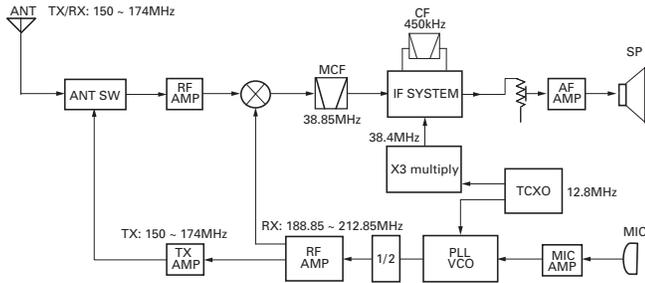 ANT TX/RX: 150 ~ 174MHz
CF
450kHz
SP
MCF
ANT SW
RF
AMP
IF SYSTEM
AF
AMP
38.85MHz
38.4MHz
X3 multiply
TCXO
12.8MHz
RX: 188.85 ~ 212.85MHz
TX: 150 ~ 174MHz
MIC
TX
AMP
RF
AMP
1/2
PLL
VCO
MIC
AMP